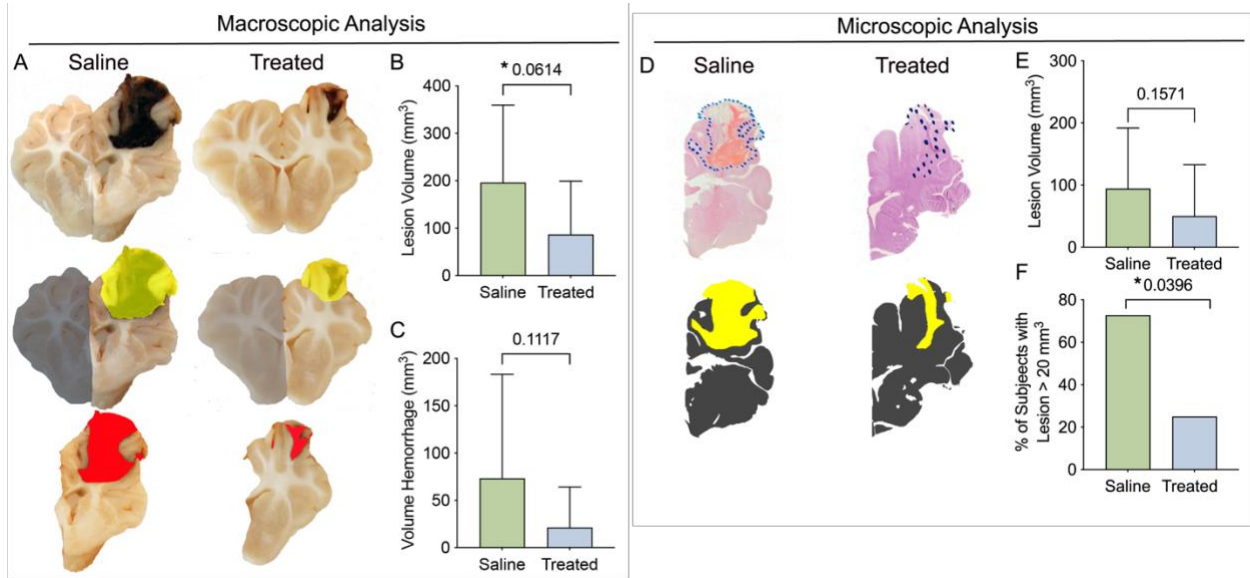 Macroscopic Analysis
A
Saline
Treated
B
* 0.0614
Lesion Volume (mm³)
400
300
200
100
0
Saline
Treated
C
0.1117
Volume Hemorrhage (mm³)
200
150
100
50
0
Saline
Treated
Microscopic Analysis
D
Saline
Treated
E
0.1571
Lesion Volume (mm³)
300
200
100
0
Saline
Treated
F
*0.0396
% of Subjeects with
Lesion > 20 mm³
80
60
40
20
0
Saline
Treated